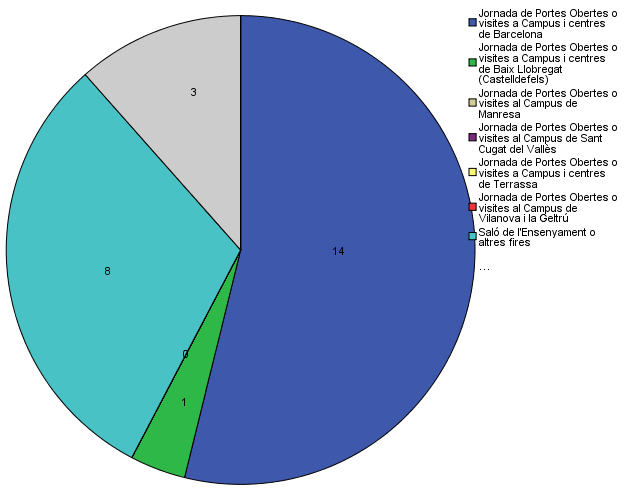 Jornada de Portes Obertes o
visites a Campus i centres
de Barcelona
Jornada de Portes Obertes o
visites a Campus i centres
de Baix Llobregat
(Castelldefels)
Jornada de Portes Obertes o
visites al Campus de
Manresa
Jornada de Portes Obertes o
visites al Campus de Sant
Cugat del Vallès
Jornada de Portes Obertes o
visites a Campus i centres
de Terrassa
Jornada de Portes Obertes o
visites al Campus de
Vilanova i la Geltrú
Saló de l'Ensenyament o
altres fires
...
3
14
8
0
1